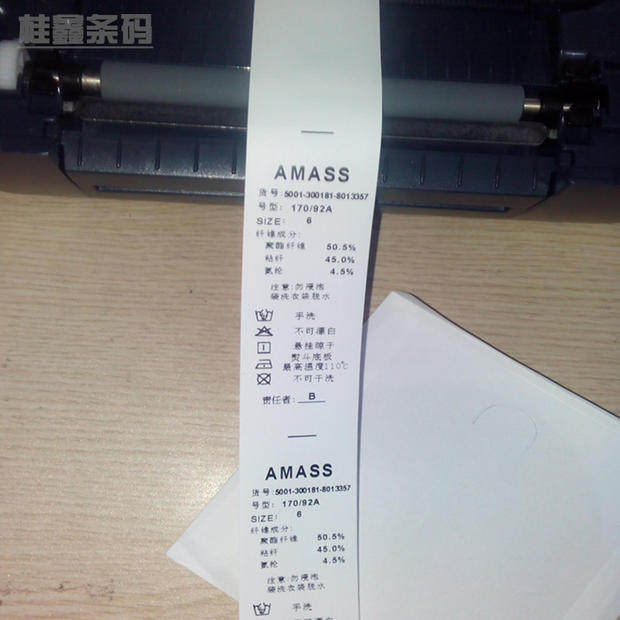 桂鑫条码
AMASS
货号:5001-300181-8013357
号型: 170/92A
SIZE: 6
纤维成分:
聚酯纤维 50.5%
粘纤 45.0%
氨纶 4.5%
注意:勿浸泡
装洗衣袋脱水
手洗
不可漂白
悬挂晾干
熨斗底板
最高温度110℃
不可干洗
责任者: B
AMASS
货号:5001-300181-8013357
号型: 170/92A
SIZE: 6
纤维成分:
聚酯纤维 50.5%
粘纤 45.0%
氨纶 4.5%
注意:勿浸泡
装洗衣袋脱水
手洗
不可漂白